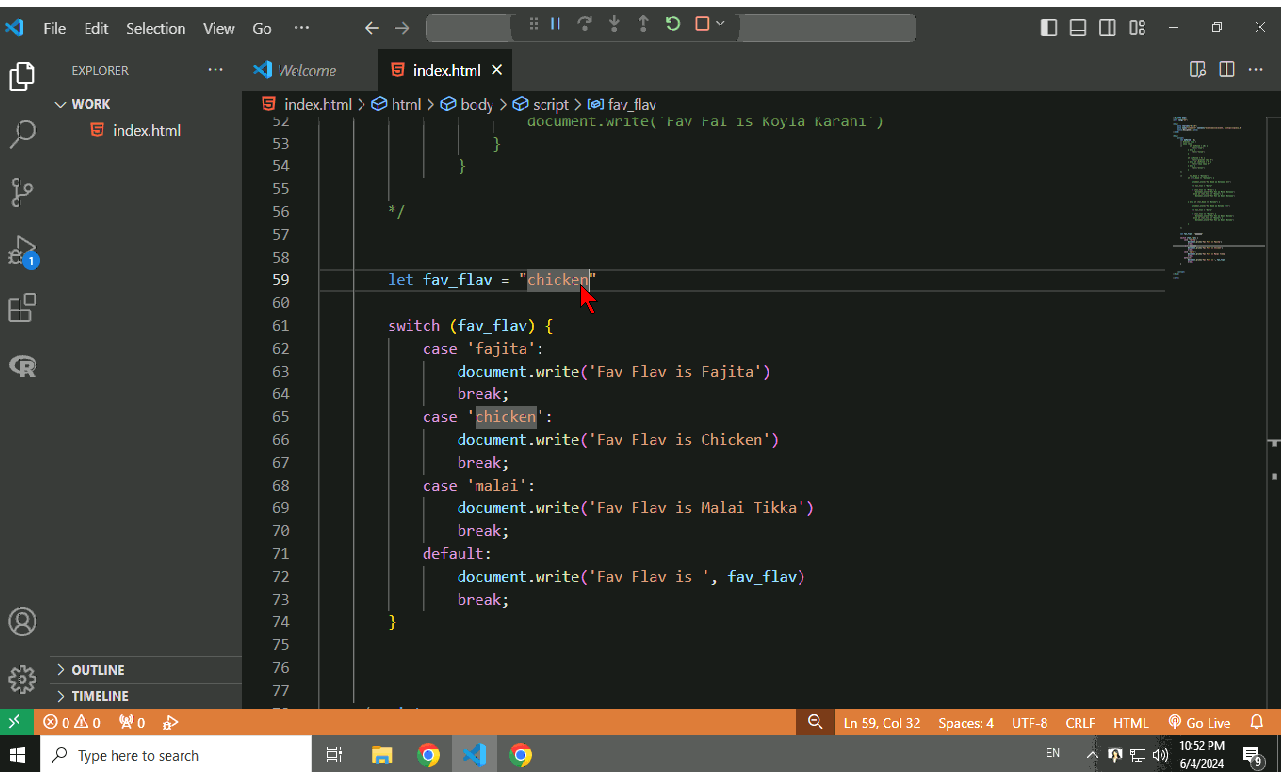 File Edit Selection View Go ···
EXPLORER ···
Welcome
index.html
WORK
index.html
index.html > html > body > script > fav_flav
52 document.write('Fav Fal is Koyla Karahi')
53 }
54 }
55
56 */
57
58
59 let fav_flav = "chicken"
60
61 switch (fav_flav) {
62 case 'fajita':
63 document.write('Fav Flav is Fajita')
64 break;
65 case 'chicken':
66 document.write('Fav Flav is Chicken')
67 break;
68 case 'malai':
69 document.write('Fav Flav is Malai Tikka')
70 break;
71 default:
72 document.write('Fav Flav is ', fav_flav)
73 break;
74 }
75
76
77
1
OUTLINE
TIMELINE
0 0 0 Ln 59, Col 32 Spaces: 4 UTF-8 CRLF HTML Go Live
Type here to search
EN
10:52 PM
6/4/2024
9